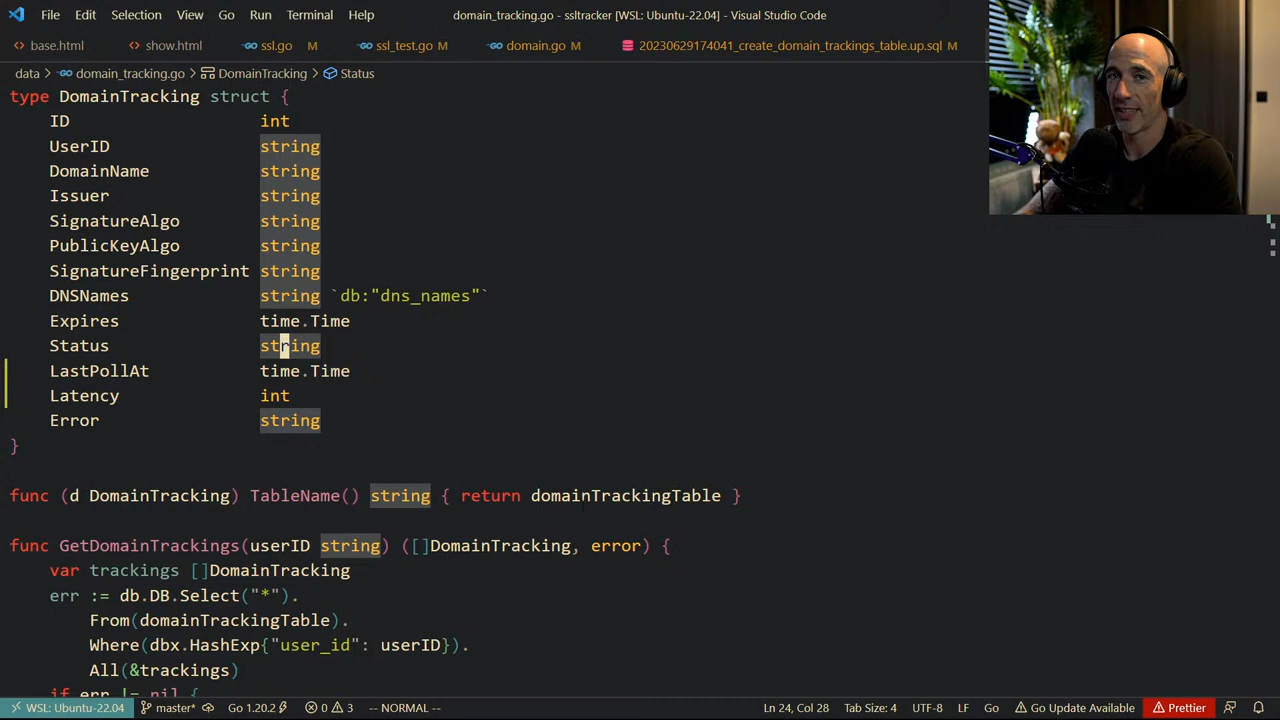 File Edit Selection View Go Run Terminal Help
domain_tracking.go - ssltracker [WSL: Ubuntu-22.04] - Visual Studio Code
base.html show.html ssl.go M ssl_test.go M domain.go M 20230629174041_create_domain_trackings_table.up.sql M
data > domain_tracking.go > DomainTracking > Status
type DomainTracking struct {
ID int
UserID string
DomainName string
Issuer string
SignatureAlgo string
PublicKeyAlgo string
SignatureFingerprint string
DNSNames string `db:"dns_names"`
Expires time.Time
Status string
LastPollAt time.Time
Latency int
Error string
}
func (d DomainTracking) TableName() string { return domainTrackingTable }
func GetDomainTrackings(userID string) ([]DomainTracking, error) {
var trackings []DomainTracking
err := db.DB.Select("*").
From(domainTrackingTable).
Where(dbx.HashExp{"user_id": userID}).
All(&trackings)
if err != nil {
WSL: Ubuntu-22.04 master* Go 1.20.2 0 3 -- NORMAL -- Ln 24, Col 28 Tab Size: 4 UTF-8 LF Go Go Update Available Prettier